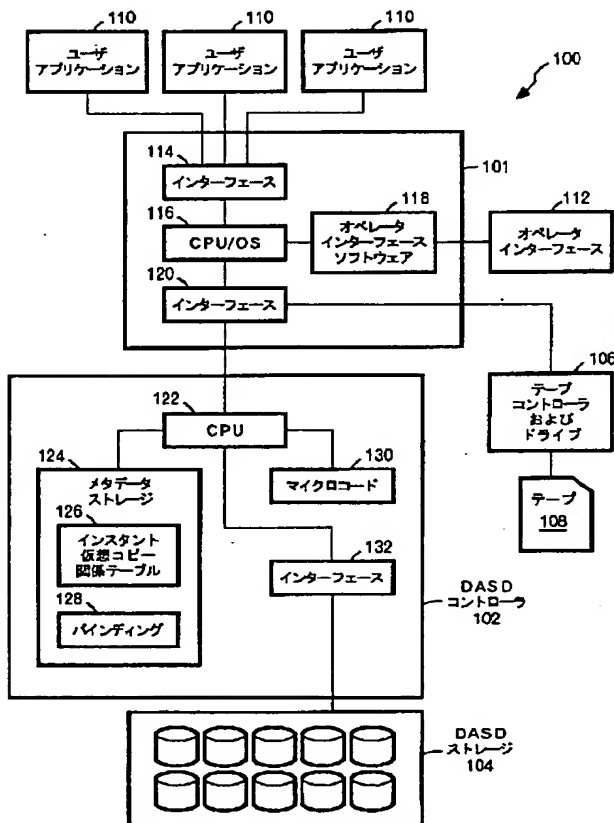 110
110
110
ユーザ
アプリケーション
ユーザ
アプリケーション
ユーザ
アプリケーション
100
114
インターフェース
101
116
CPU/OS
118
オペレータ
インターフェース
ソフトウェア
112
オペレータ
インターフェース
120
インターフェース
106
テープ
コントローラ
および
ドライブ
122
CPU
124
メタデータ
ストレージ
130
マイクロコード
テープ
108
126
インスタント
仮想コピー
関係テーブル
132
インターフェース
128
バインディング
DASD
コントローラ
102
DASD
ストレージ
104